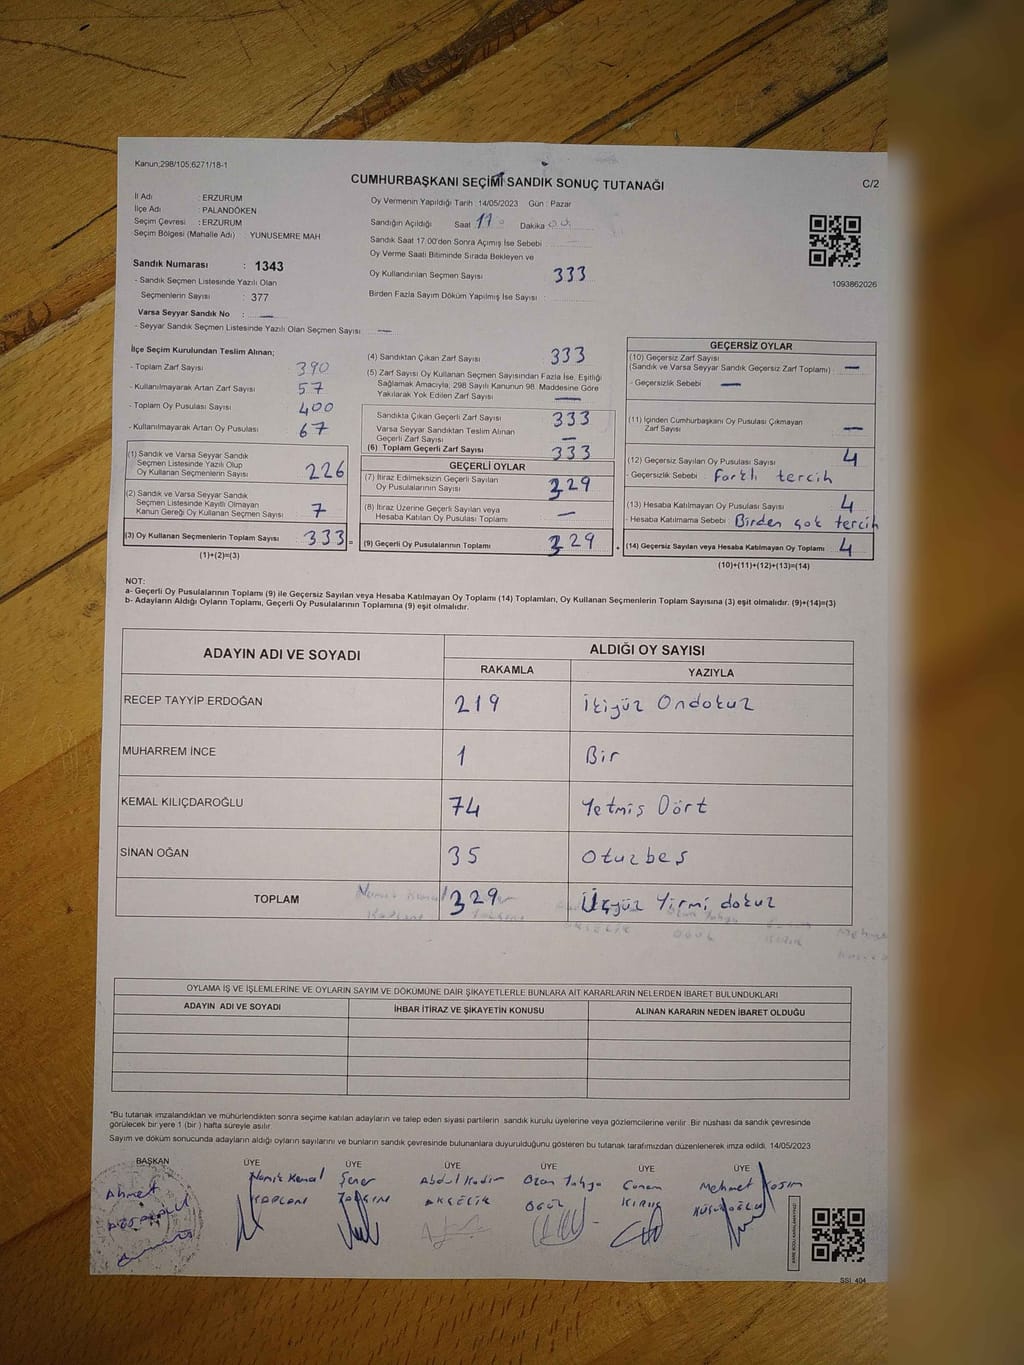 Kanun;298/105,6271/18-1
CUMHURBAŞKANI SEÇİMİ SANDIK SONUÇ TUTANAĞI
C/2
İl Adı : ERZURUM
İlçe Adı : PALANDÖKEN
Seçim Çevresi : ERZURUM
Seçim Bölgesi (Mahalle Adı) : YUNUSEMRE MAH
Sandık Numarası : 1343
- Sandık Seçmen Listesinde Yazılı Olan
Seçmenlerin Sayısı : 377
Varsa Seyyar Sandık No : —
- Seyyar Sandık Seçmen Listesinde Yazılı Olan Seçmen Sayısı —
Oy Vermenin Yapıldığı Tarih : 14/05/2023 Gün : Pazar
Sandığın Açıldığı Saat 17 Dakika 00
Sandık Saat 17.00'den Sonra Açımış İse Sebebi
Oy Verme Saati Bitiminde Sırada Bekleyen ve
Oy Kullandırılan Seçmen Sayısı 333
Birden Fazla Sayım Döküm Yapılmış İse Sayısı :
1093862026
İlçe Seçim Kurulundan Teslim Alınan;
- Toplam Zarf Sayısı 390
- Kullanılmayarak Artan Zarf Sayısı 57
- Toplam Oy Pusulası Sayısı 400
- Kullanılmayarak Artan Oy Pusulası 67
(1) Sandık ve Varsa Seyyar Sandık
Seçmen Listesinde Yazılı Olup
Oy Kullanan Seçmenlerin Sayısı 226
(2) Sandık ve Varsa Seyyar Sandık
Seçmen Listesinde Kayıtlı Olmayan
Kanun Gereği Oy Kullanan Seçmen Sayısı 7
(3) Oy Kullanan Seçmenlerin Toplam Sayısı 333 =
(1)+(2)=(3)
(4) Sandıktan Çıkan Zarf Sayısı 333
(5) Zarf Sayısı Oy Kullanan Seçmen Sayısından Fazla İse, Eşitliği
Sağlamak Amacıyla; 298 Sayılı Kanunun 98. Maddesine Göre
Yakılarak Yok Edilen Zarf Sayısı —
Sandıkta Çıkan Geçerli Zarf Sayısı 333
Varsa Seyyar Sandıktan Teslim Alınan
Geçerli Zarf Sayısı —
(6) Toplam Geçerli Zarf Sayısı 333
GEÇERLİ OYLAR
(7) İtiraz Edilmeksizin Geçerli Sayılan
Oy Pusulalarının Sayısı 329
(8) İtiraz Üzerine Geçerli Sayılan veya
Hesaba Katılan Oy Pusulası Toplamı —
(9) Geçerli Oy Pusulalarının Toplamı 329 +
GEÇERSİZ OYLAR
(10) Geçersiz Zarf Sayısı
(Sandık ve Varsa Seyyar Sandık Geçersiz Zarf Toplamı) —
- Geçersizlik Sebebi —
(11) İçinden Cumhurbaşkanı Oy Pusulası Çıkmayan
Zarf Sayısı —
(12) Geçersiz Sayılan Oy Pusulası Sayısı 4
- Geçersizlik Sebebi farklı tercih
(13) Hesaba Katılmayan Oy Pusulası Sayısı 4
- Hesaba Katılmama Sebebi Birden çok tercih
(14) Geçersiz Sayılan veya Hesaba Katılmayan Oy Toplamı 4
(10)+(11)+(12)+(13)=(14)
NOT:
a- Geçerli Oy Pusulalarının Toplamı (9) ile Geçersiz Sayılan veya Hesaba Katılmayan Oy Toplamı (14) Toplamları, Oy Kullanan Seçmenlerin Toplam Sayısına (3) eşit olmalıdır. (9)+(14)=(3)
b- Adayların Aldığı Oyların Toplamı, Geçerli Oy Pusulalarının Toplamına (9) eşit olmalıdır.
ADAYIN ADI VE SOYADI
ALDIĞI OY SAYISI
RAKAMLA YAZIYLA
RECEP TAYYİP ERDOĞAN 219 İkiyüz Ondokuz
MUHARREM İNCE 1 Bir
KEMAL KILIÇDAROĞLU 74 Yetmiş Dört
SİNAN OĞAN 35 Otuzbeş
TOPLAM 329 Üçyüz Yirmi dokuz
OYLAMA İŞ VE İŞLEMLERİNE VE OYLARIN SAYIM VE DÖKÜMÜNE DAİR ŞİKAYETLERLE BUNLARA AİT KARARLARIN NELERDEN İBARET BULUNDUKLARI
ADAYIN ADI VE SOYADI İHBAR İTİRAZ VE ŞİKAYETİN KONUSU ALINAN KARARIN NEDEN İBARET OLDUĞU
*Bu tutanak imzalandıktan ve mühürlendikten sonra seçime katılan adayların ve talep eden siyasi partilerin sandık kurulu üyelerine veya gözlemcilerine verilir. Bir nüshası da sandık çevresinde
görülecek bir yere 1 (bir ) hafta süreyle asılır.
Sayım ve döküm sonucunda adayların aldığı oyların sayılarını ve bunların sandık çevresinde bulunanlara duyurulduğunu gösteren bu tutanak tarafımızdan düzenlenerek imza edildi. 14/05/2023
BAŞKAN ÜYE ÜYE ÜYE ÜYE ÜYE ÜYE
Ahmet Namık Kemal Şener Abdul Kadir Ozan Tahya Canan Mehmet Kasım
KAPLANI AKÇELİK OĞUL
SSI_404